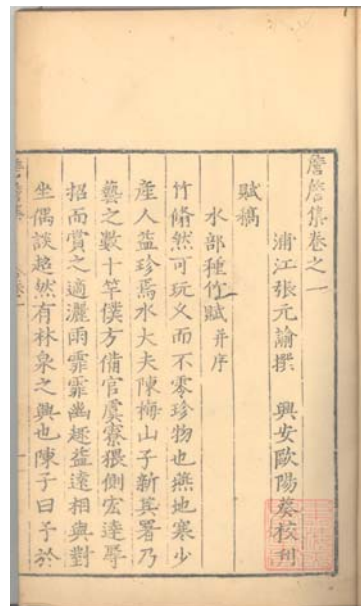 詹詹集卷之一
浦江張元諭撰 興安歐陽葵校刊
賦稿
水部種竹賦 并序
竹翛然可玩义而不零珍物也燕地寒少
產人益珍焉水大夫陳梅山子新其署乃
藝之數十竿僕方備官虞寮猥側宏達辱
招而賞之適灑雨霏霏幽趣益遠相與對
坐偶談超然有林泉之興也陳子曰予於